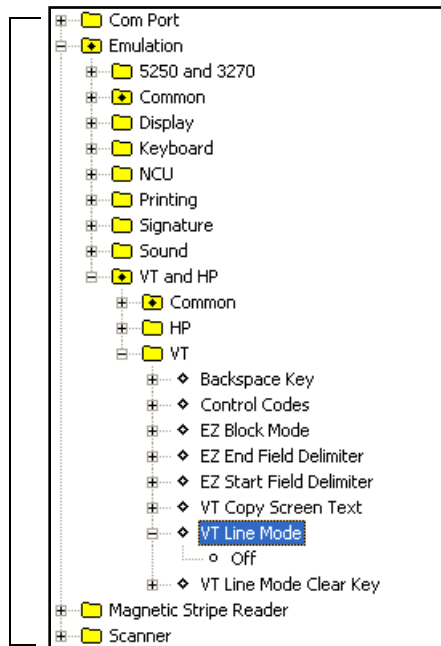 Com Port
Emulation
5250 and 3270
Common
Display
Keyboard
NCU
Printing
Signature
Sound
VT and HP
Common
HP
VT
Backspace Key
Control Codes
EZ Block Mode
EZ End Field Delimiter
EZ Start Field Delimiter
VT Copy Screen Text
VT Line Mode
Off
VT Line Mode Clear Key
Magnetic Stripe Reader
Scanner